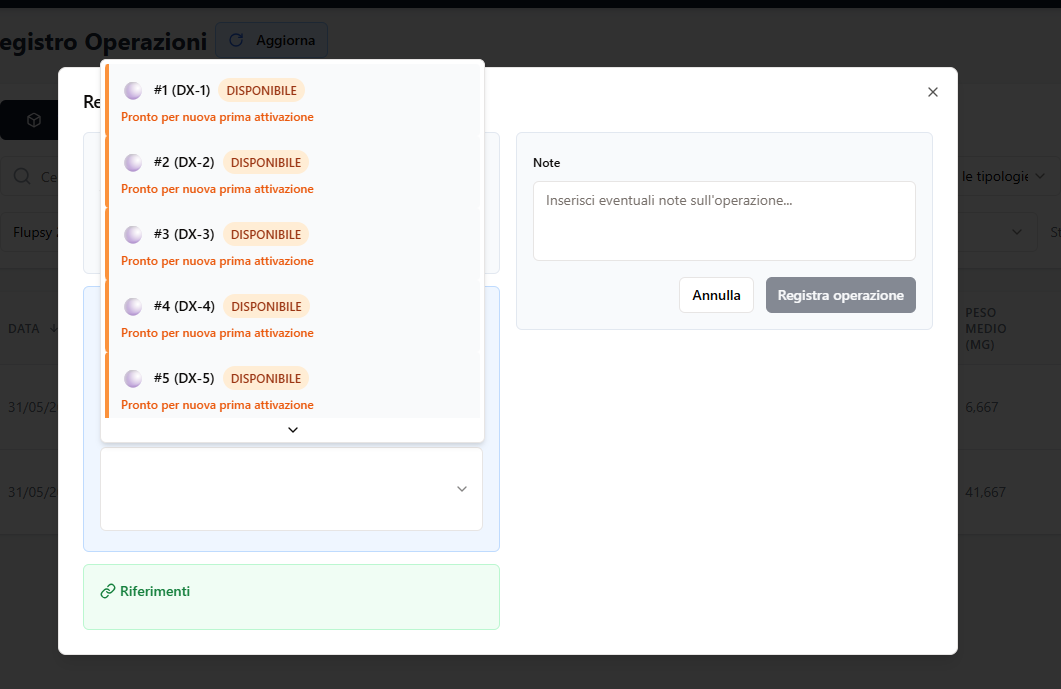 egistro Operazioni
Aggiorna
Re
#1 (DX-1) DISPONIBILE
Pronto per nuova prima attivazione
#2 (DX-2) DISPONIBILE
Pronto per nuova prima attivazione
#3 (DX-3) DISPONIBILE
Pronto per nuova prima attivazione
#4 (DX-4) DISPONIBILE
Pronto per nuova prima attivazione
#5 (DX-5) DISPONIBILE
Pronto per nuova prima attivazione
Riferimenti
Note
Inserisci eventuali note sull'operazione...
Annulla
Registra operazione
Ce
le tipologie
Flupsy
St
DATA
PESO
MEDIO
(MG)
31/05/2
6.667
31/05/2
41.667